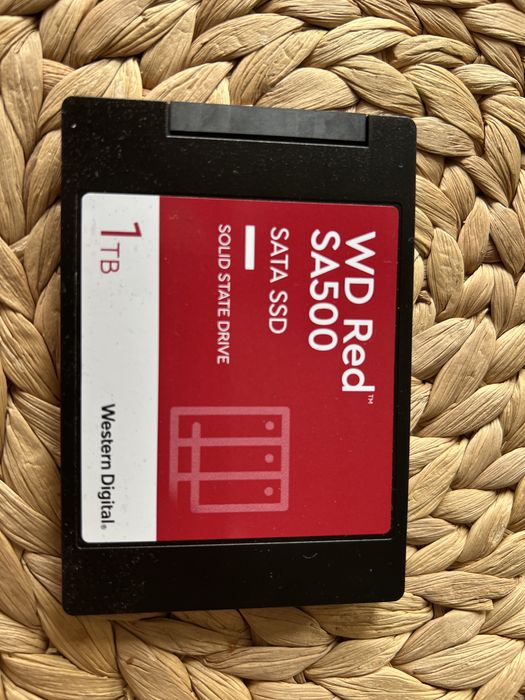 WD Red™
SA500
SATA SSD
SOLID STATE DRIVE
1TB
Western Digital®